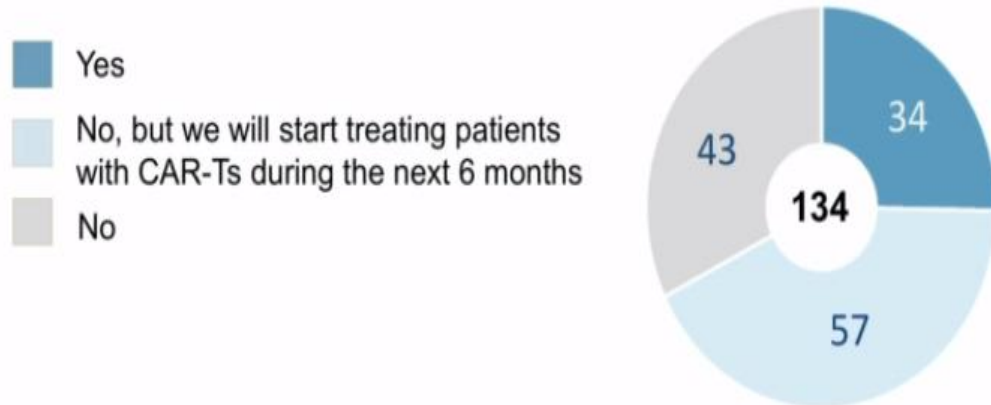 Yes
No, but we will start treating patients
with CAR-Ts during the next 6 months
No
34
43
134
57